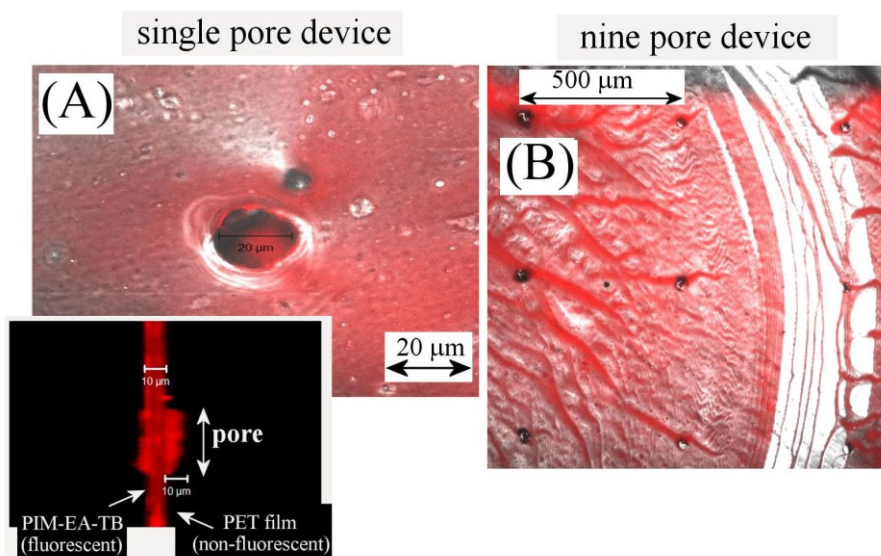 single pore device
nine pore device
(A)
20 μm
20 μm
500 μm
(B)
10 μm
pore
10 μm
PIM-EA-TB
(fluorescent)
PET film
(non-fluorescent)